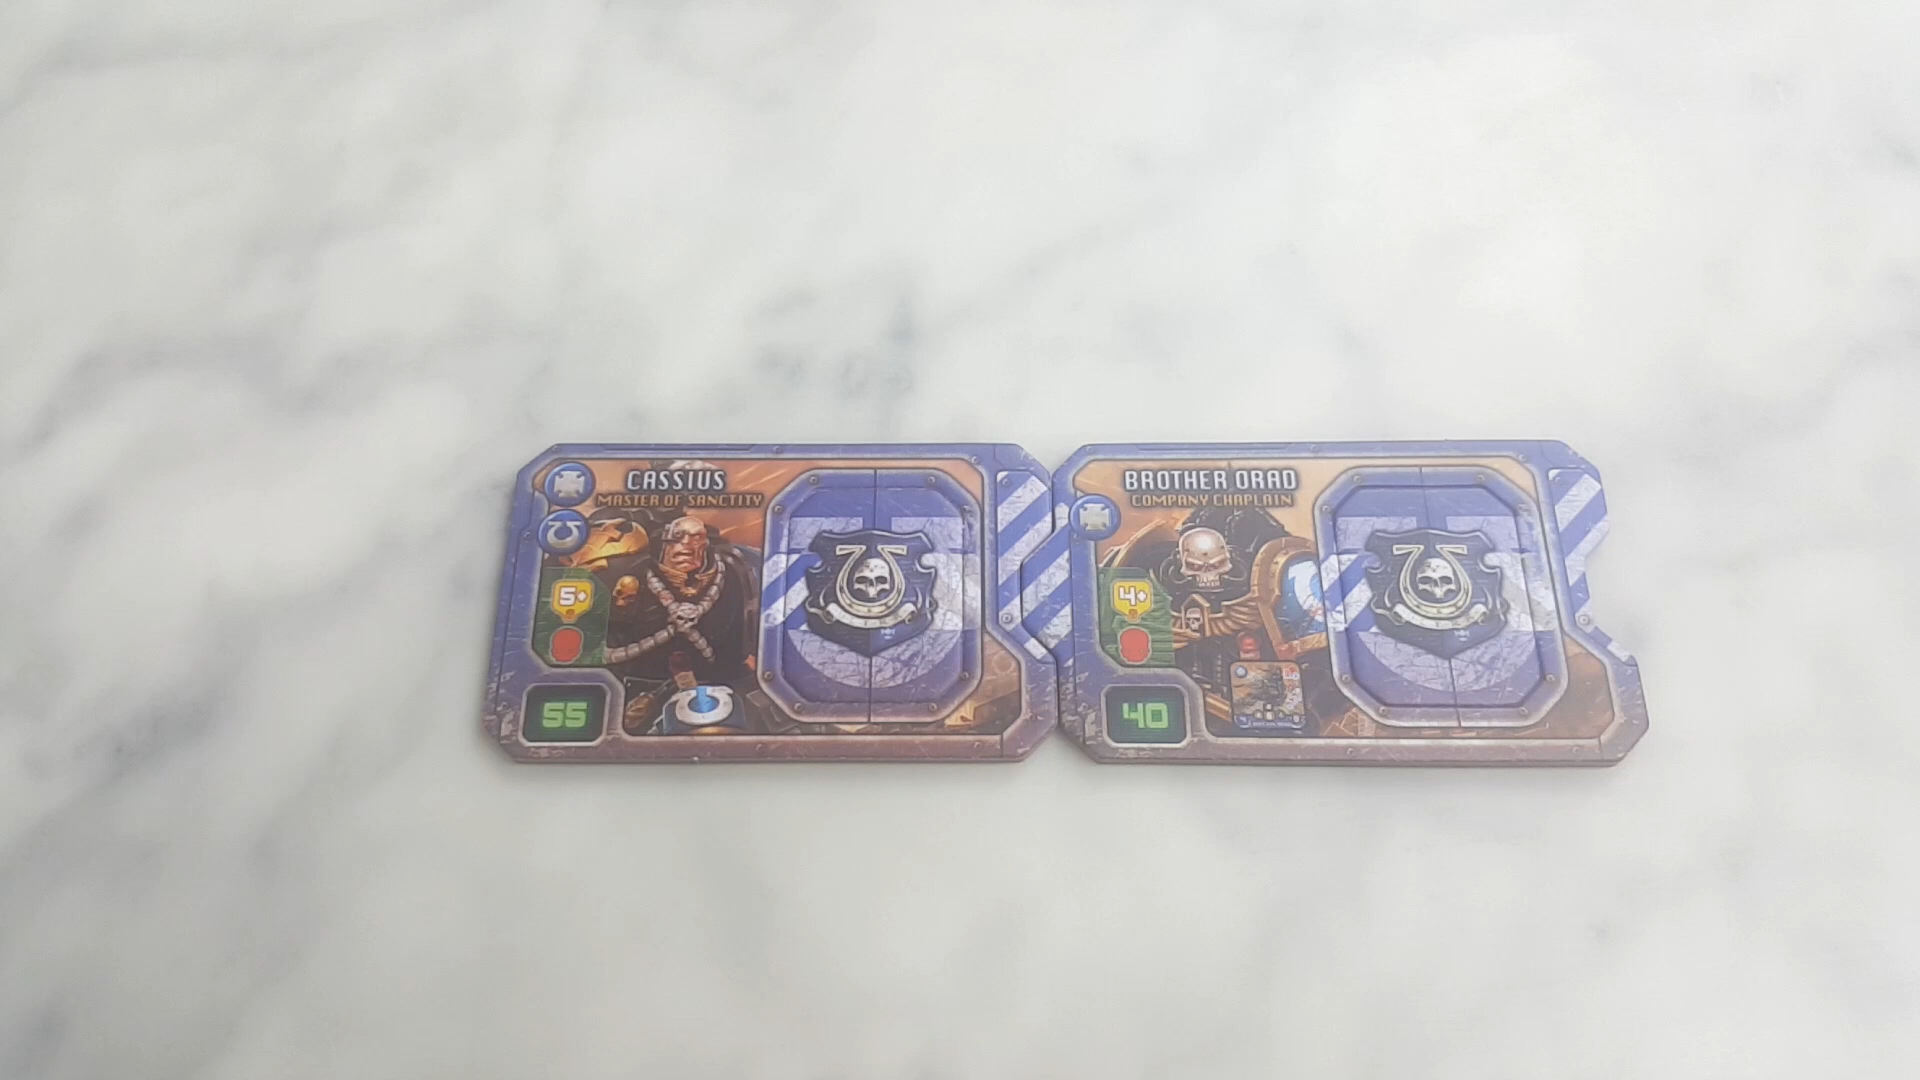 CASSIUS
MASTER OF SANCTITY
5+
55
BROTHER ORAD
COMPANY CHAPLAIN
4+
40